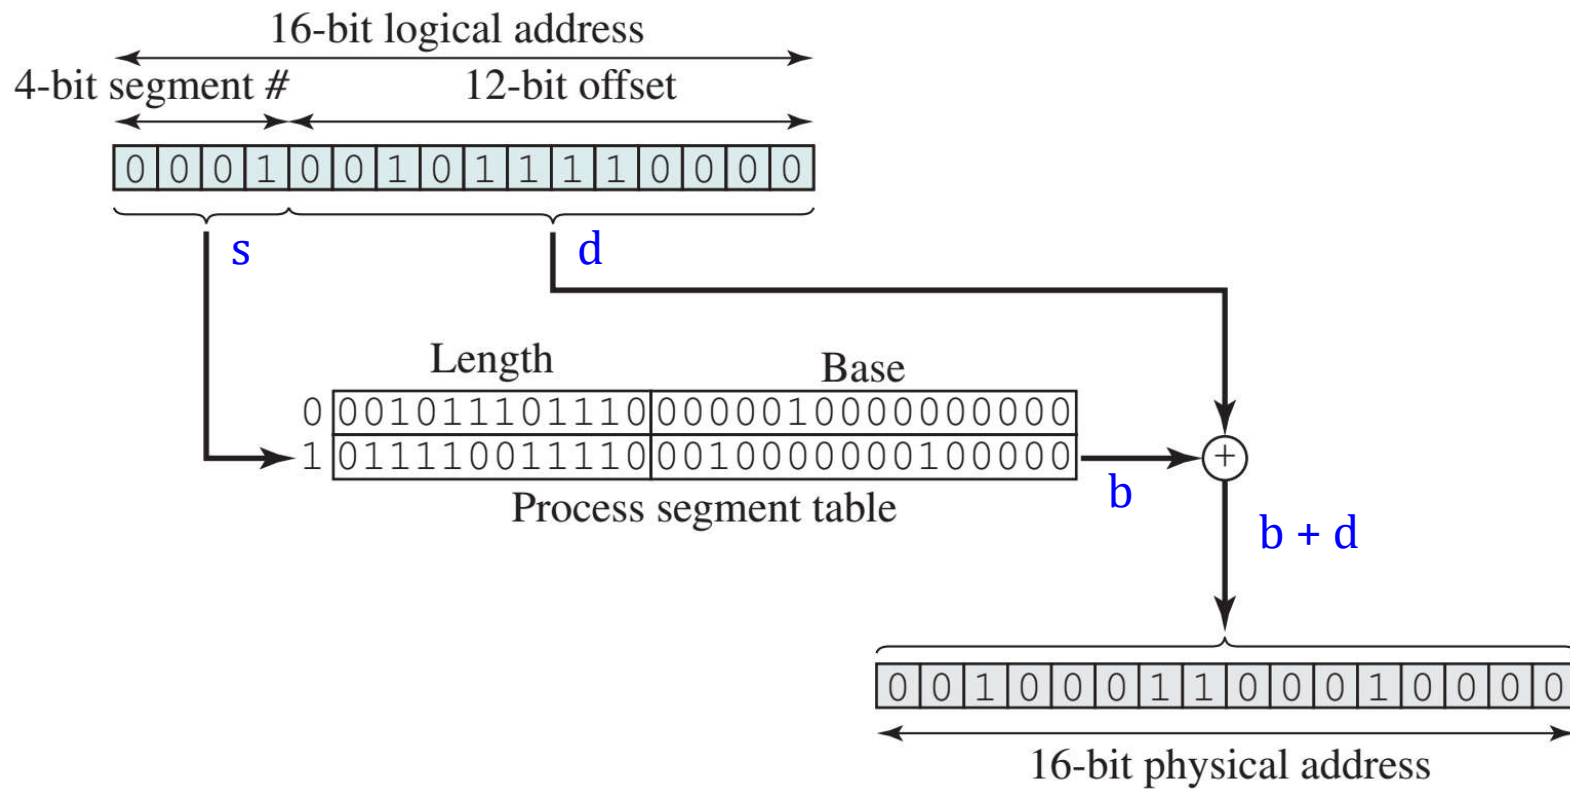 16-bit logical address
4-bit segment #
12-bit offset
0 0 0 1 0 0 1 0 1 1 1 1 0 0 0 0
s
d
Length
Base
0 001011101110 0000010000000000
1 011110011110 0010000000100000
+
b
Process segment table
b + d
0 0 1 0 0 0 1 1 0 0 0 1 0 0 0 0
16-bit physical address